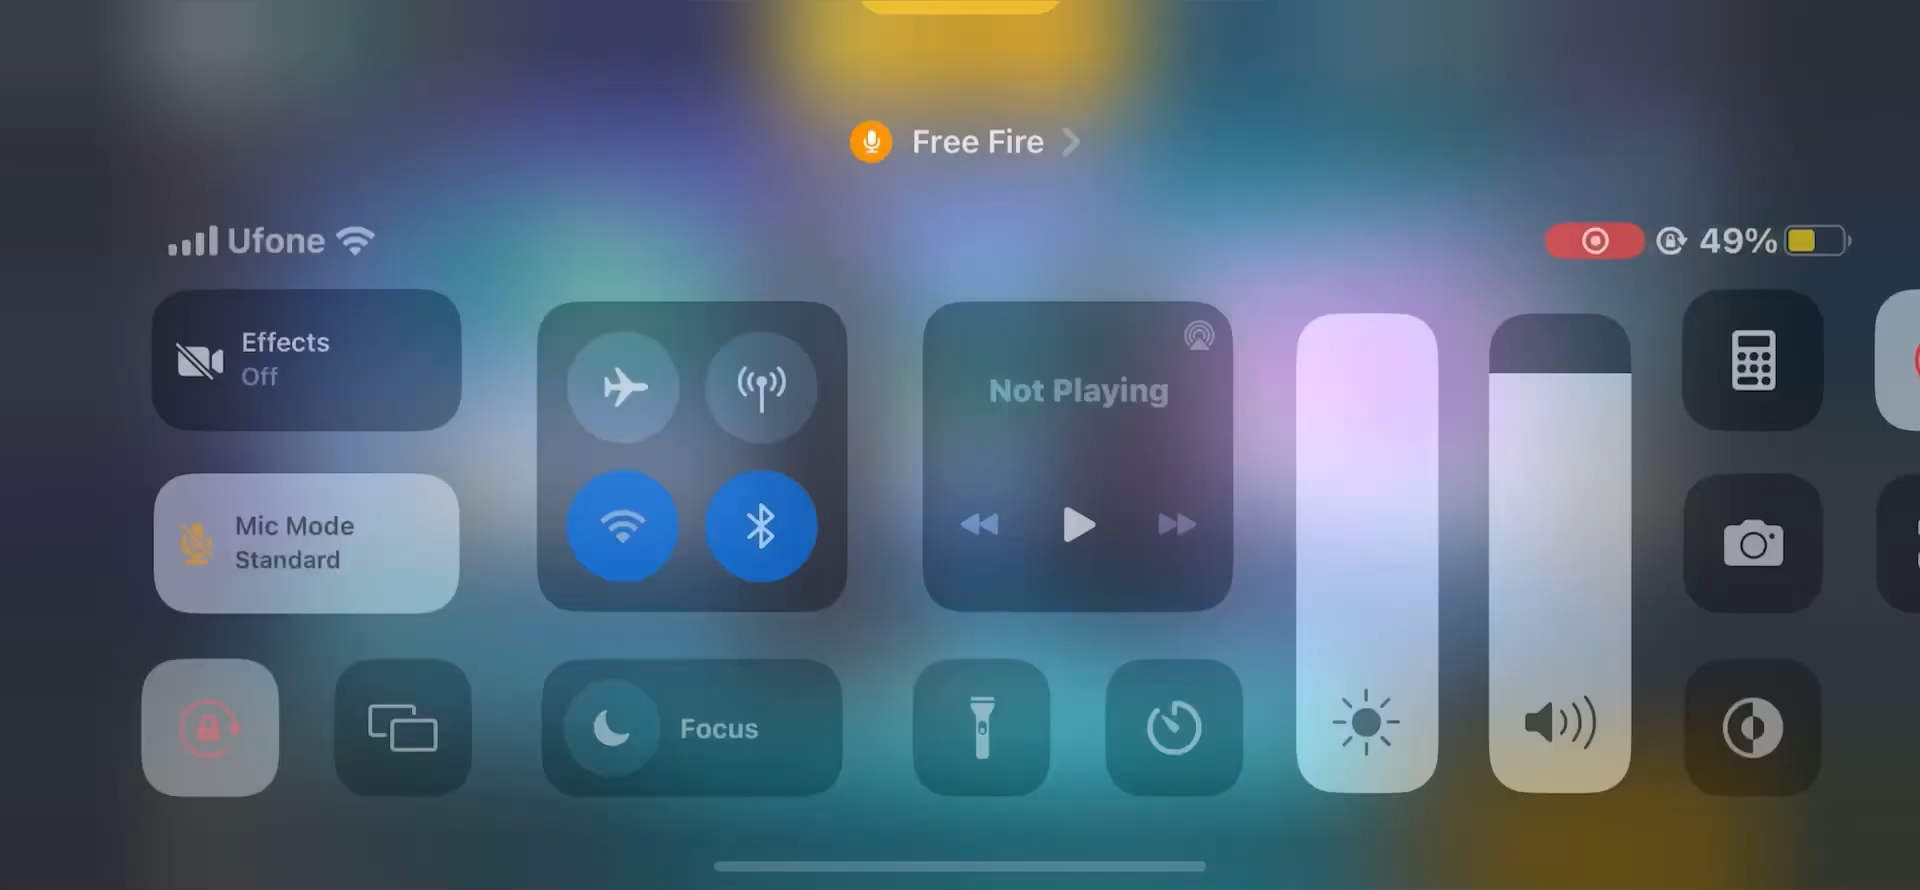 Free Fire
Ufone
49%
Effects
Off
Not Playing
Mic Mode
Standard
Focus